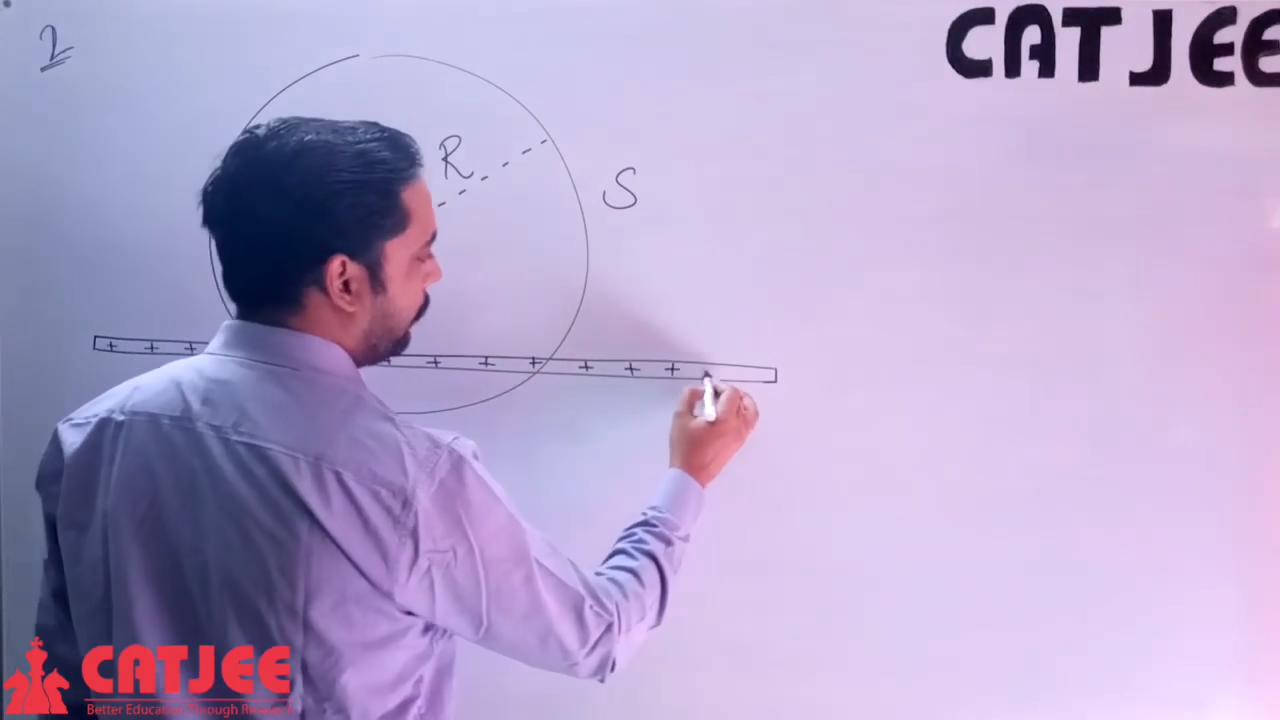 2
CATJEE
R
S
+ + + + + + + + + +
CATJEE
Better Education Through Research